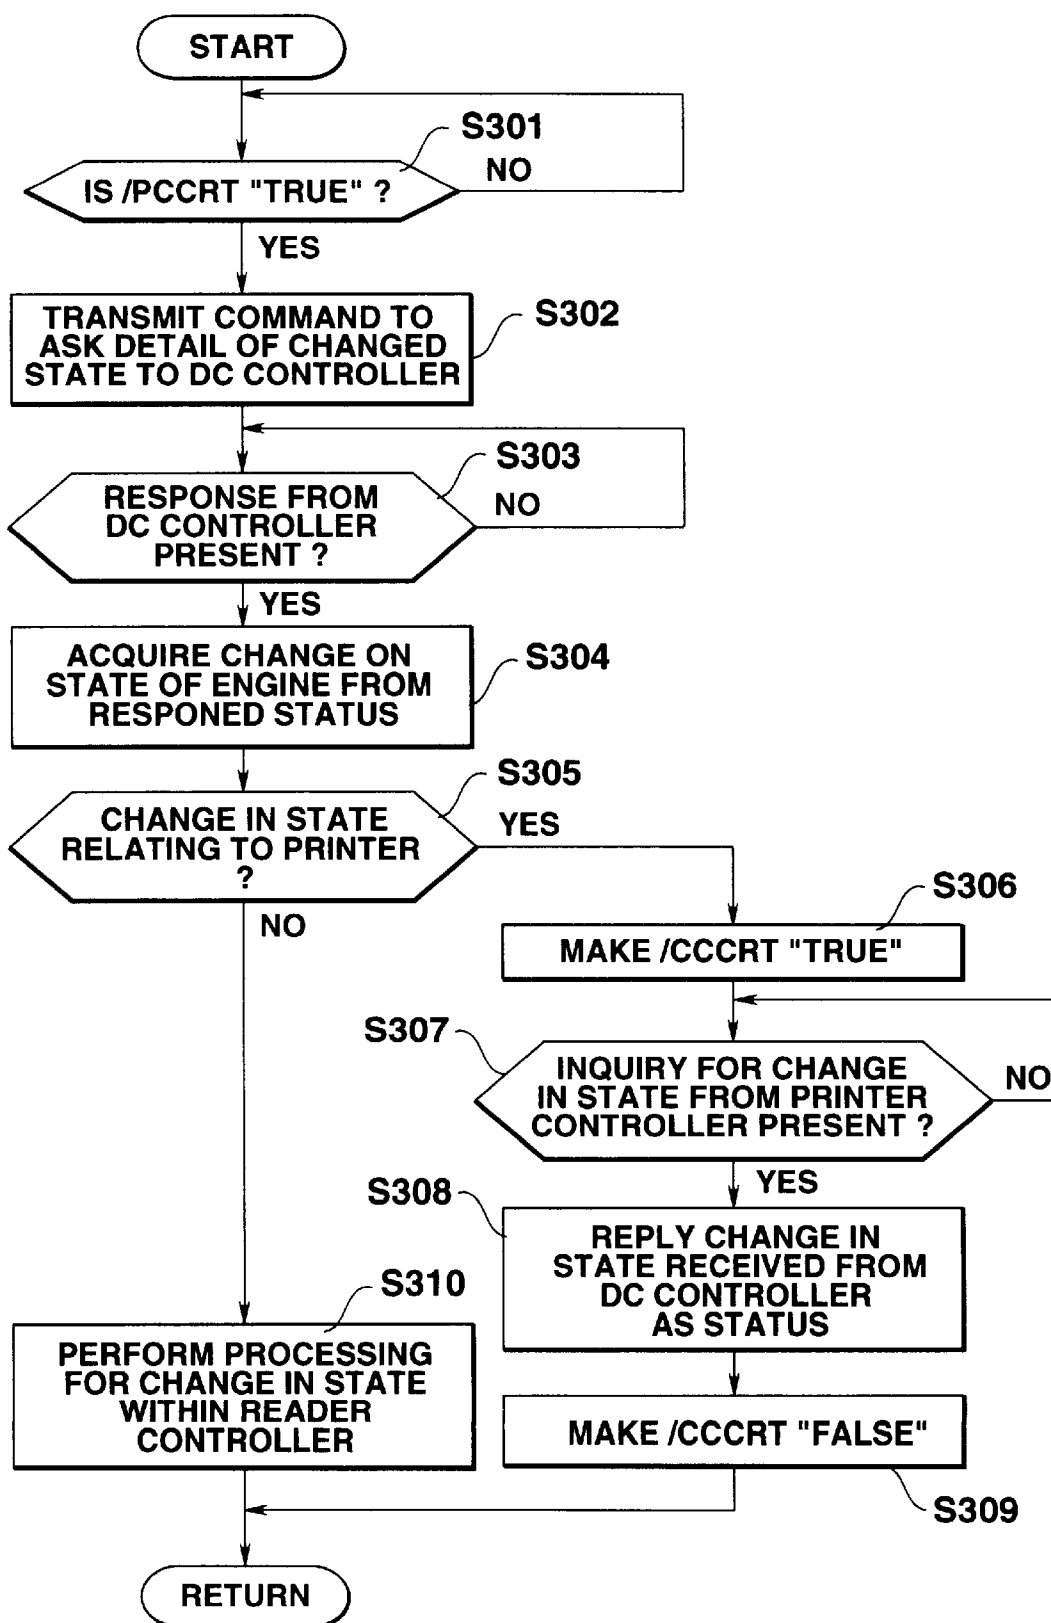 START
S301
IS /PCCRT "TRUE" ?
NO
YES
TRANSMIT COMMAND TO
ASK DETAIL OF CHANGED
STATE TO DC CONTROLLER
S302
S303
RESPONSE FROM
DC CONTROLLER
PRESENT ?
NO
YES
ACQUIRE CHANGE ON
STATE OF ENGINE FROM
RESPONED STATUS
S304
S305
CHANGE IN STATE
RELATING TO PRINTER
?
YES
NO
S306
MAKE /CCCRT "TRUE"
S307
INQUIRY FOR CHANGE
IN STATE FROM PRINTER
CONTROLLER PRESENT ?
NO
YES
S308
REPLY CHANGE IN
STATE RECEIVED FROM
DC CONTROLLER
AS STATUS
S310
PERFORM PROCESSING
FOR CHANGE IN STATE
WITHIN READER
CONTROLLER
MAKE /CCCRT "FALSE"
S309
RETURN